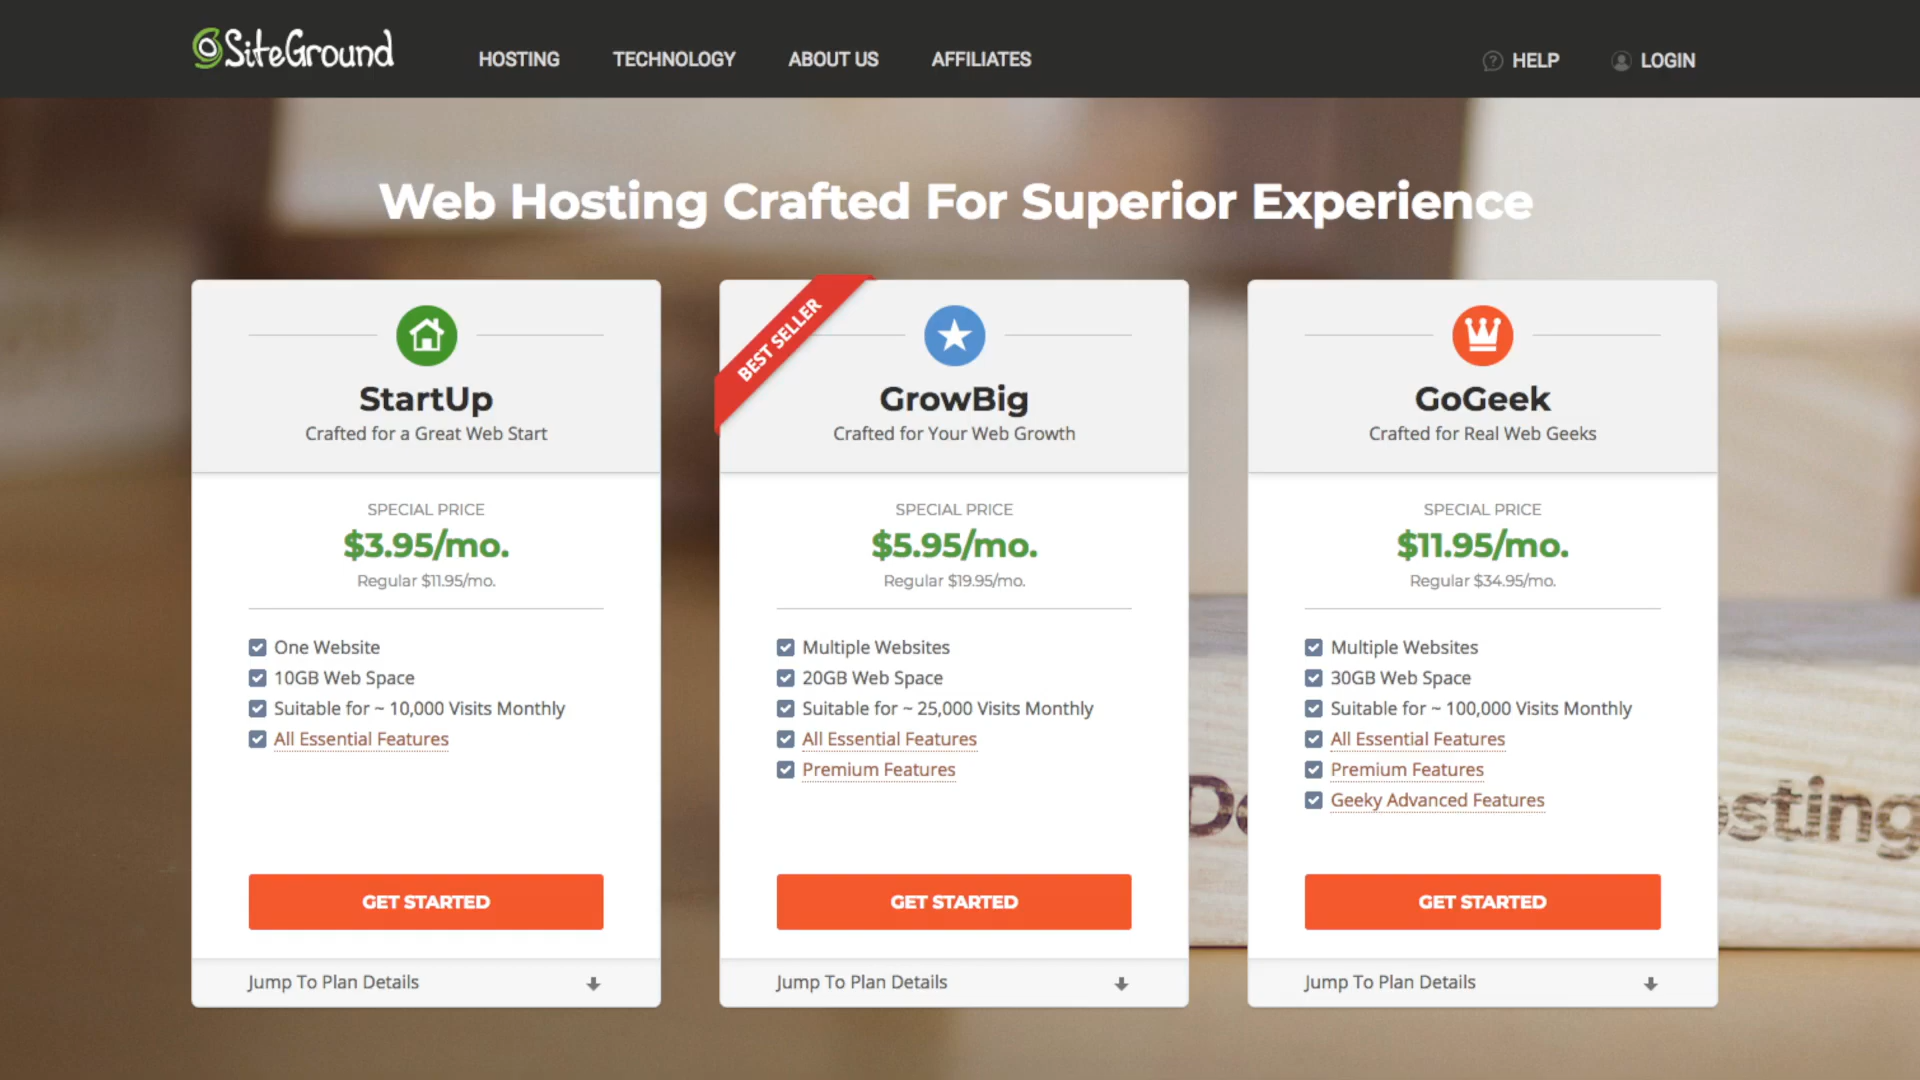 SiteGround
HOSTING
TECHNOLOGY
ABOUT US
AFFILIATES
HELP
LOGIN
Web Hosting Crafted For Superior Experience
StartUp
Crafted for a Great Web Start
SPECIAL PRICE
$3.95/mo.
Regular $11.95/mo.
One Website
10GB Web Space
Suitable for ~ 10,000 Visits Monthly
All Essential Features
GET STARTED
Jump To Plan Details
BEST SELLER
GrowBig
Crafted for Your Web Growth
SPECIAL PRICE
$5.95/mo.
Regular $19.95/mo.
Multiple Websites
20GB Web Space
Suitable for ~ 25,000 Visits Monthly
All Essential Features
Premium Features
GET STARTED
Jump To Plan Details
GoGeek
Crafted for Real Web Geeks
SPECIAL PRICE
$11.95/mo.
Regular $34.95/mo.
Multiple Websites
30GB Web Space
Suitable for ~ 100,000 Visits Monthly
All Essential Features
Premium Features
Geeky Advanced Features
GET STARTED
Jump To Plan Details